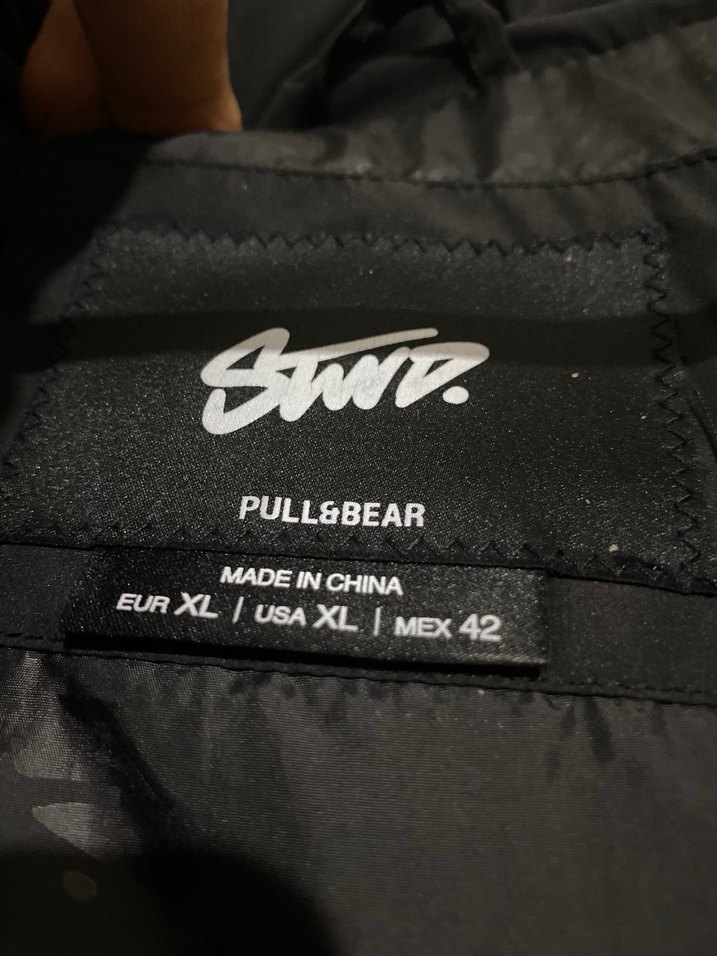 STWD.
PULL&BEAR
MADE IN CHINA
EUR XL | USA XL | MEX 42